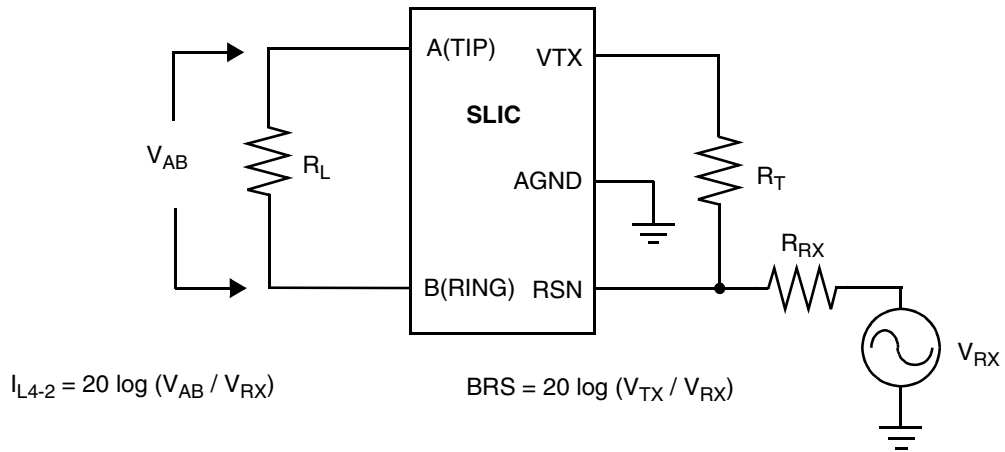 A(TIP)
VTX
SLIC
V_AB
R_L
R_T
AGND
R_RX
B(RING)
RSN
V_RX
I_L4-2 = 20 log (V_AB / V_RX)
BRS = 20 log (V_TX / V_RX)